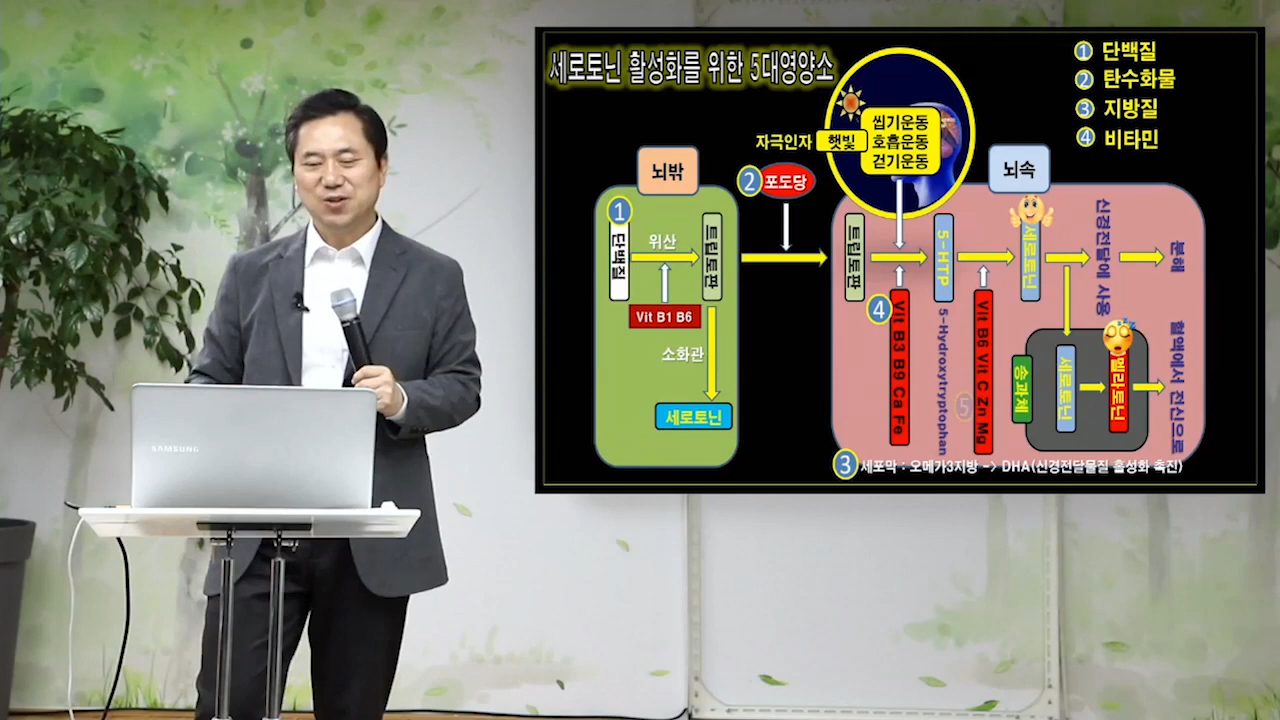 세로토닌 활성화를 위한 5대영양소
① 단백질
② 탄수화물
③ 지방질
④ 비타민
씹기운동
호흡운동
걷기운동
자극인자
햇빛
뇌밖
② 포도당
뇌속
①
단백질
위산
트립토판
Vit B1 B6
소화관
세로토닌
트립토판
5-HTP
세로토닌
신경전달에 사용
분해
④
Vit B3 B9 Ca Fe
5-Hydroxytryptophan
⑤
Vit B6 Vit C Zn Mg
송과체
세로토닌
멜라토닌
혈액에서 전신으로
③ 세포막 : 오메가3지방 -> DHA(신경전달물질 활성화 촉진)
SAMSUNG